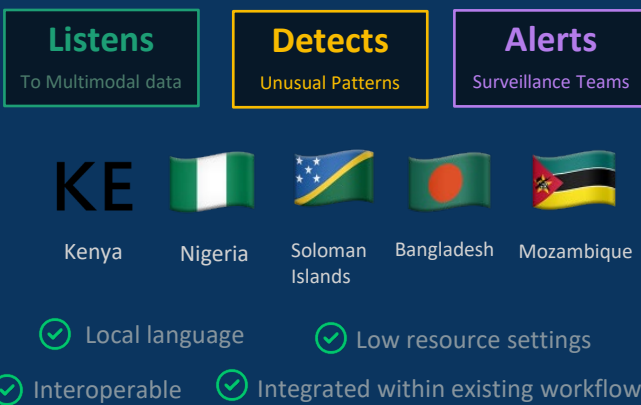 Listens
To Multimodal data
Detects
Unusual Patterns
Alerts
Surveillance Teams
KE
Kenya
Nigeria
Soloman
Islands
Bangladesh
Mozambique
Local language
Low resource settings
Interoperable
Integrated within existing workflow